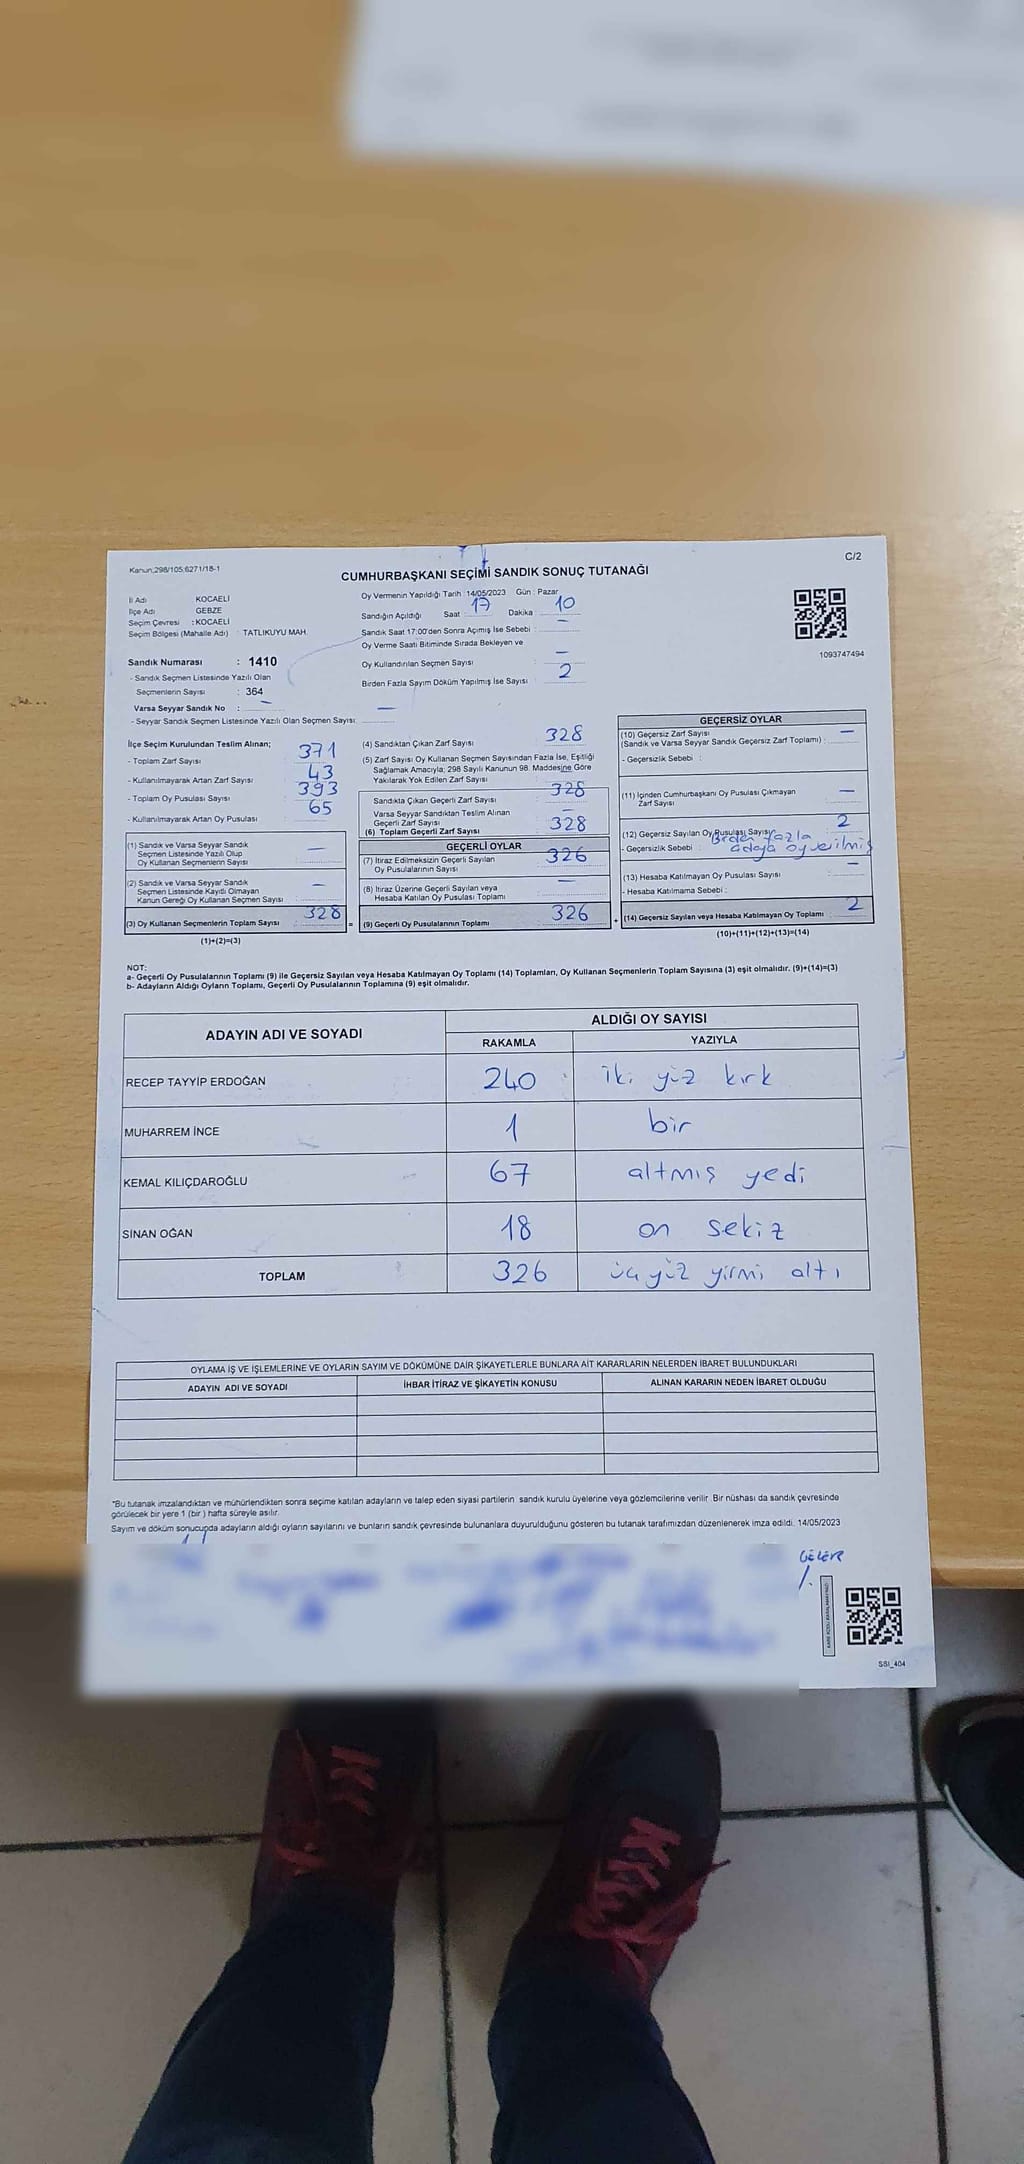 Kanun;298/105;6271/18-1
C/2
CUMHURBAŞKANI SEÇİMİ SANDIK SONUÇ TUTANAĞI
İl Adı KOCAELİ
İlçe Adı GEBZE
Seçim Çevresi : KOCAELİ
Seçim Bölgesi (Mahalle Adı) : TATLIKUYU MAH.
Sandık Numarası : 1410
- Sandık Seçmen Listesinde Yazılı Olan
Seçmenlerin Sayısı : 364
Varsa Seyyar Sandık No : —
- Seyyar Sandık Seçmen Listesinde Yazılı Olan Seçmen Sayısı: —
Oy Vermenin Yapıldığı Tarih : 14/05/2023 Gün : Pazar
Sandığın Açıldığı Saat 17 Dakika 10
Sandık Saat 17:00'den Sonra Açılmış İse Sebebi : —
Oy Verme Saati Bitiminde Sırada Bekleyen ve
Oy Kullandırılan Seçmen Sayısı : —
Birden Fazla Sayım Döküm Yapılmış İse Sayısı : 2
1093747494
İlçe Seçim Kurulundan Teslim Alınan;
- Toplam Zarf Sayısı : 371
- Kullanılmayarak Artan Zarf Sayısı : 43
- Toplam Oy Pusulası Sayısı : 393
- Kullanılmayarak Artan Oy Pusulası : 65
(1) Sandık ve Varsa Seyyar Sandık
Seçmen Listesinde Yazılı Olup
Oy Kullanan Seçmenlerin Sayısı : —
(2) Sandık ve Varsa Seyyar Sandık
Seçmen Listesinde Kayıtlı Olmayan
Kanun Gereği Oy Kullanan Seçmen Sayısı : —
(3) Oy Kullanan Seçmenlerin Toplam Sayısı : 328
(1)+(2)=(3)
(4) Sandıktan Çıkan Zarf Sayısı : 328
(5) Zarf Sayısı Oy Kullanan Seçmen Sayısından Fazla İse, Eşitliği
Sağlamak Amacıyla; 298 Sayılı Kanunun 98. Maddesine Göre
Yakılarak Yok Edilen Zarf Sayısı : —
Sandıkta Çıkan Geçerli Zarf Sayısı : 328
Varsa Seyyar Sandıktan Teslim Alınan
Geçerli Zarf Sayısı : —
(6) Toplam Geçerli Zarf Sayısı : 328
GEÇERLİ OYLAR
(7) İtiraz Edilmeksizin Geçerli Sayılan
Oy Pusulalarının Sayısı : 326
(8) İtiraz Üzerine Geçerli Sayılan veya
Hesaba Katılan Oy Pusulası Toplamı : —
= (9) Geçerli Oy Pusulalarının Toplamı : 326
GEÇERSİZ OYLAR
(10) Geçersiz Zarf Sayısı
(Sandık ve Varsa Seyyar Sandık Geçersiz Zarf Toplamı) : —
- Geçersizlik Sebebi :
(11) İçinden Cumhurbaşkanı Oy Pusulası Çıkmayan
Zarf Sayısı : —
(12) Geçersiz Sayılan Oy Pusulası Sayısı : 2
- Geçersizlik Sebebi : Birden fazla
adaya oy verilmiş
(13) Hesaba Katılmayan Oy Pusulası Sayısı : —
- Hesaba Katılmama Sebebi :
+ (14) Geçersiz Sayılan veya Hesaba Katılmayan Oy Toplamı : 2
(10)+(11)+(12)+(13)=(14)
NOT:
a- Geçerli Oy Pusulalarının Toplamı (9) ile Geçersiz Sayılan veya Hesaba Katılmayan Oy Toplamı (14) Toplamları, Oy Kullanan Seçmenlerin Toplam Sayısına (3) eşit olmalıdır. (9)+(14)=(3)
b- Adayların Aldığı Oyların Toplamı, Geçerli Oy Pusulalarının Toplamına (9) eşit olmalıdır.
ADAYIN ADI VE SOYADI ALDIĞI OY SAYISI
RAKAMLA YAZIYLA
RECEP TAYYİP ERDOĞAN 240 iki yüz kırk
MUHARREM İNCE 1 bir
KEMAL KILIÇDAROĞLU 67 altmış yedi
SİNAN OĞAN 18 on sekiz
TOPLAM 326 üç yüz yirmi altı
OYLAMA İŞ VE İŞLEMLERİNE VE OYLARIN SAYIM VE DÖKÜMÜNE DAİR ŞİKAYETLERLE BUNLARA AİT KARARLARIN NELERDEN İBARET BULUNDUKLARI
ADAYIN ADI VE SOYADI İHBAR İTİRAZ VE ŞİKAYETİN KONUSU ALINAN KARARIN NEDEN İBARET OLDUĞU
*Bu tutanak imzalandıktan ve mühürlendikten sonra seçime katılan adayların ve talep eden siyasi partilerin sandık kurulu üyelerine veya gözlemcilerine verilir. Bir nüshası da sandık çevresinde
görülecek bir yere 1 (bir) hafta süreyle asılır.
Sayım ve döküm sonucunda adayların aldığı oyların sayılarını ve bunların sandık çevresinde bulunanlara duyurulduğunu gösteren bu tutanak tarafımızdan düzenlenerek imza edildi. 14/05/2023
SSI_404